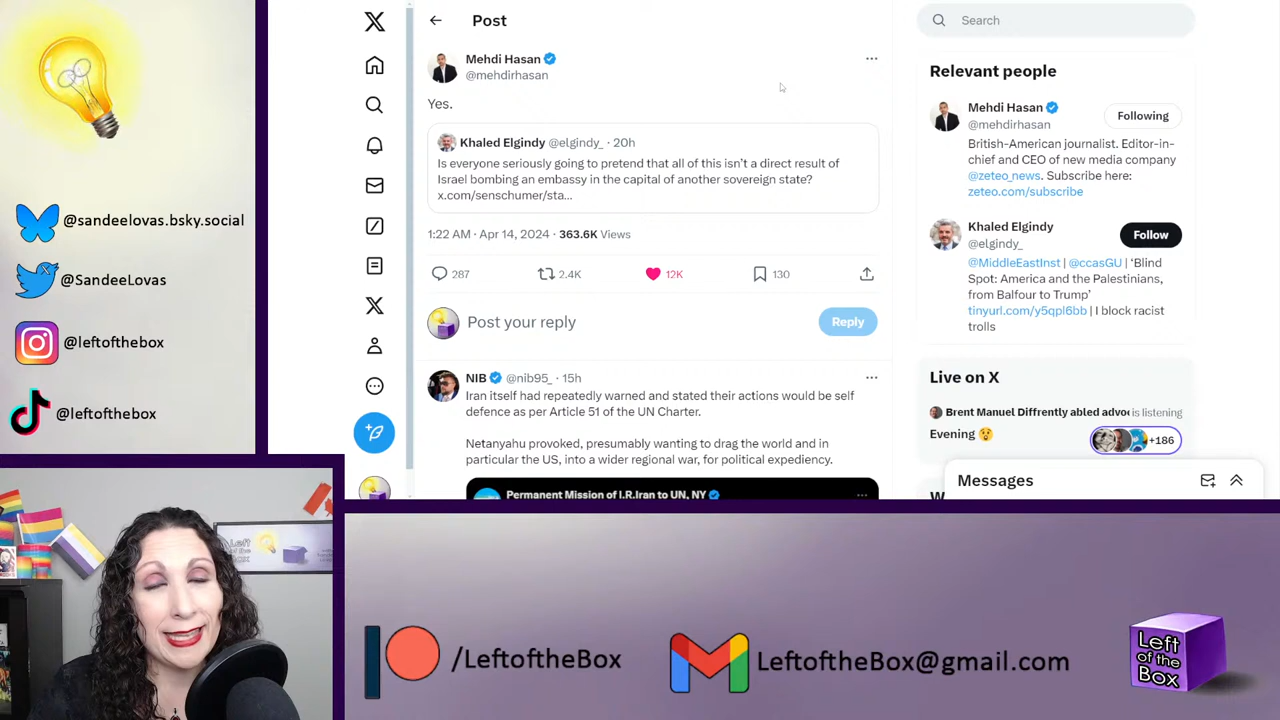 Post
Search
Mehdi Hasan
@mehdirhasan
Yes.
Khaled Elgindy @elgindy_ · 20h
Is everyone seriously going to pretend that all of this isn't a direct result of
Israel bombing an embassy in the capital of another sovereign state?
x.com/senschumer/sta...
1:22 AM · Apr 14, 2024 · 363.6K Views
287
2.4K
12K
130
Post your reply
Reply
NIB @nib95_ · 15h
Iran itself had repeatedly warned and stated their actions would be self
defence as per Article 51 of the UN Charter.
Netanyahu provoked, presumably wanting to drag the world and in
particular the US, into a wider regional war, for political expediency.
Permanent Mission of I.R.Iran to UN, NY
Relevant people
Mehdi Hasan
@mehdirhasan
Following
British-American journalist. Editor-in-
chief and CEO of new media company
@zeteo_news. Subscribe here:
zeteo.com/subscribe
Khaled Elgindy
@elgindy_
Follow
@MiddleEastInst | @ccasGU | 'Blind
Spot: America and the Palestinians,
from Balfour to Trump'
tinyurl.com/y5qpl6bb | I block racist
trolls
Live on X
Brent Manuel Diffrently abled advo is listening
Evening
+186
Messages
@sandeelovas.bsky.social
@SandeeLovas
@leftofthebox
@leftofthebox
Left
of the
Box
/LeftoftheBox
LeftoftheBox@gmail.com
Left
of the
Box